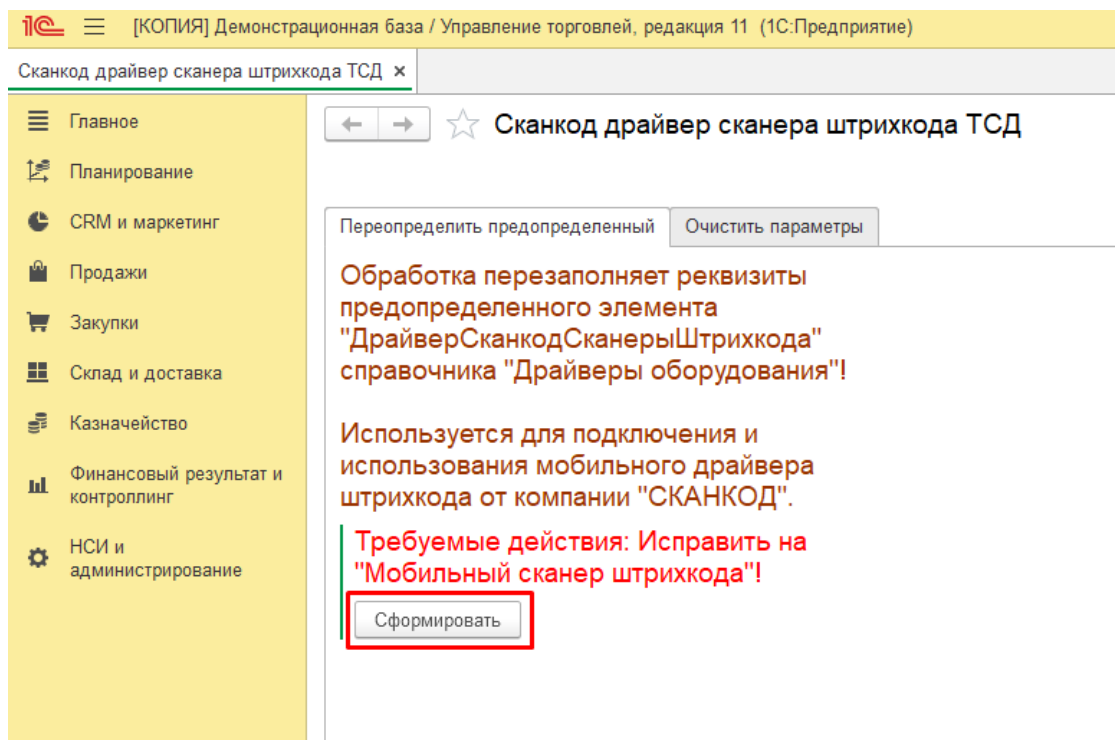 1С [КОПИЯ] Демонстрационная база / Управление торговлей, редакция 11 (1С:Предприятие)
Сканкод драйвер сканера штрихкода ТСД ×
Главное
Планирование
CRM и маркетинг
Продажи
Закупки
Склад и доставка
Казначейство
Финансовый результат и
контроллинг
НСИ и
администрирование
Сканкод драйвер сканера штрихкода ТСД
Переопределить предопределенный
Очистить параметры
Обработка перезаполняет реквизиты
предопределенного элемента
"ДрайверСканкодСканерыШтрихкода"
справочника "Драйверы оборудования"!
Используется для подключения и
использования мобильного драйвера
штрихкода от компании "СКАНКОД".
Требуемые действия: Исправить на
"Мобильный сканер штрихкода"!
Сформировать